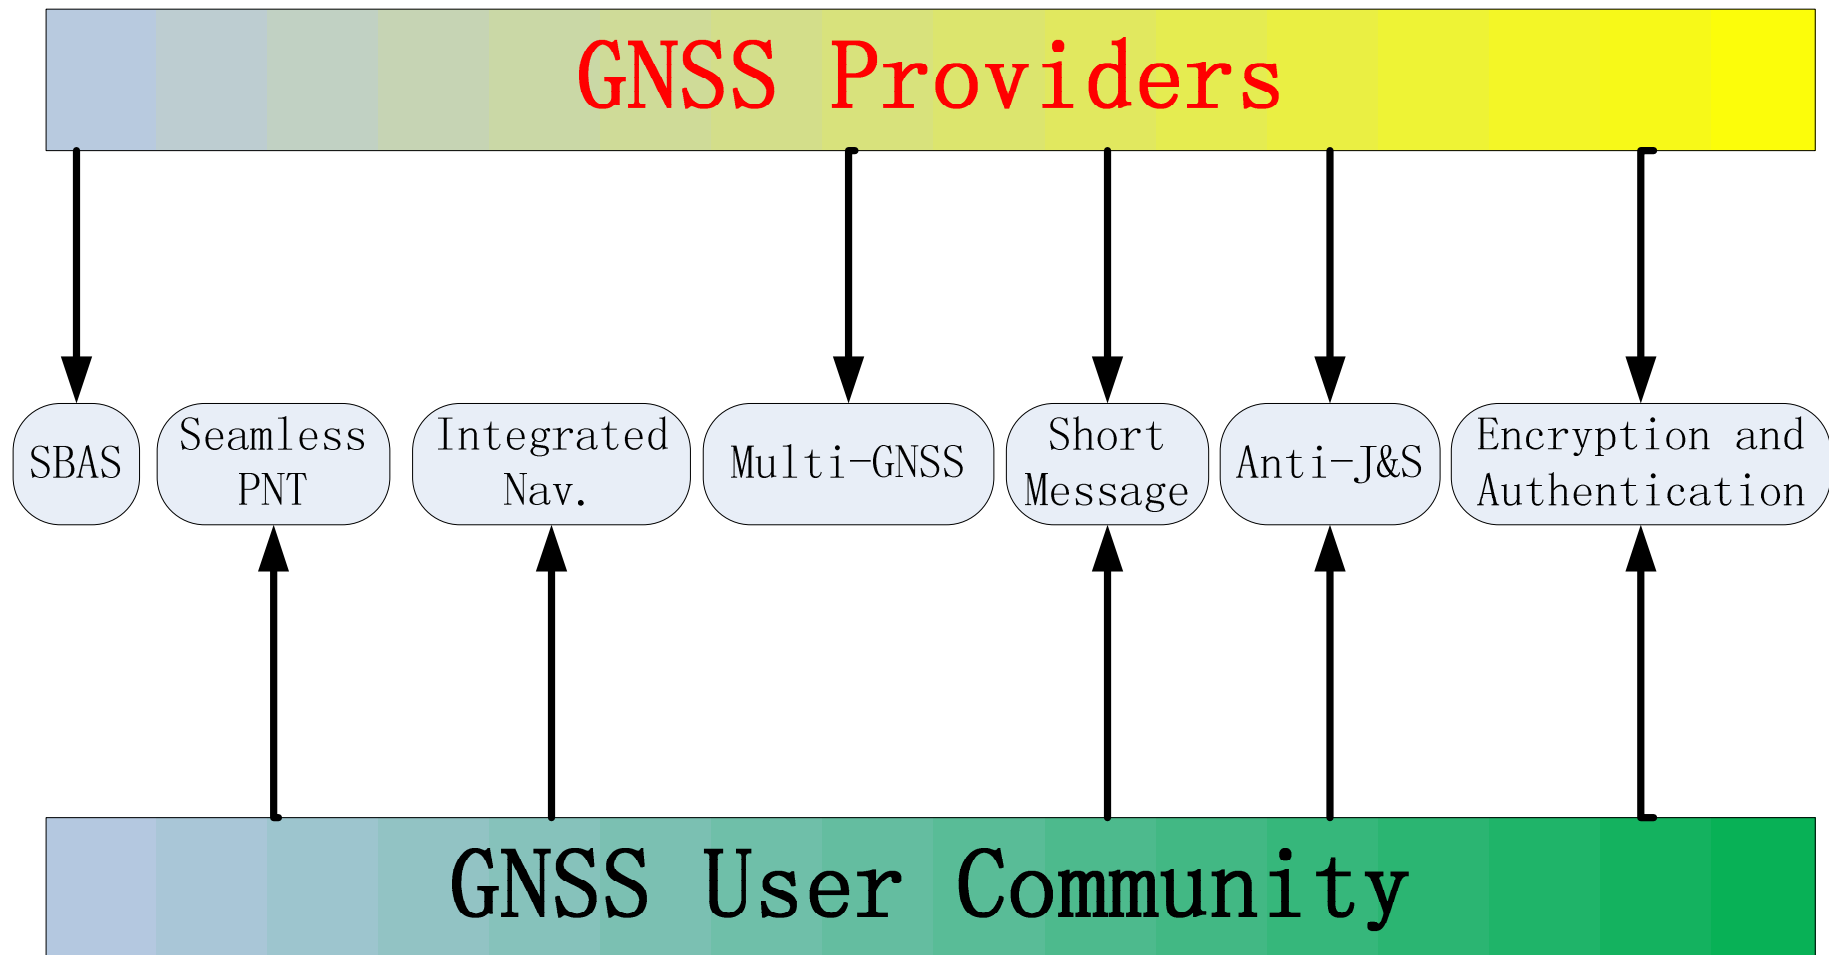 GNSS Providers
SBAS
Seamless
PNT
Integrated
Nav.
Multi-GNSS
Short
Message
Anti-J&S
Encryption and
Authentication
GNSS User Community